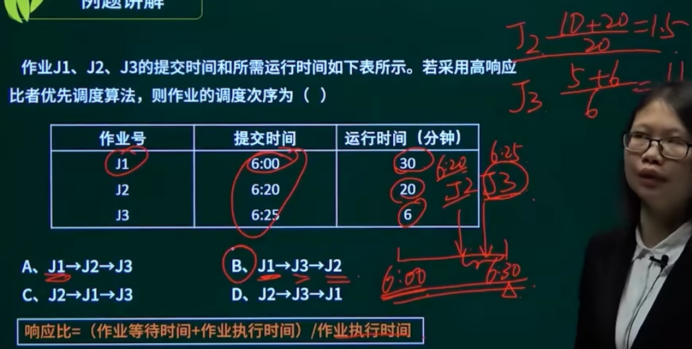 例题讲解
作业J1、J2、J3的提交时间和所需运行时间如下表所示。若采用高响应
比者优先调度算法，则作业的调度次序为（ ）
作业号 提交时间 运行时间（分钟）
J1 6:00 30
J2 6:20 20
J3 6:25 6
A、J1→J2→J3
B、J1→J3→J2
C、J2→J1→J3
D、J2→J3→J1
响应比=（作业等待时间+作业执行时间）/作业执行时间
J2 10+20/20=1.5
J3 5+6/6=11
6:20 6:25
J2 J3
6:00 6:30